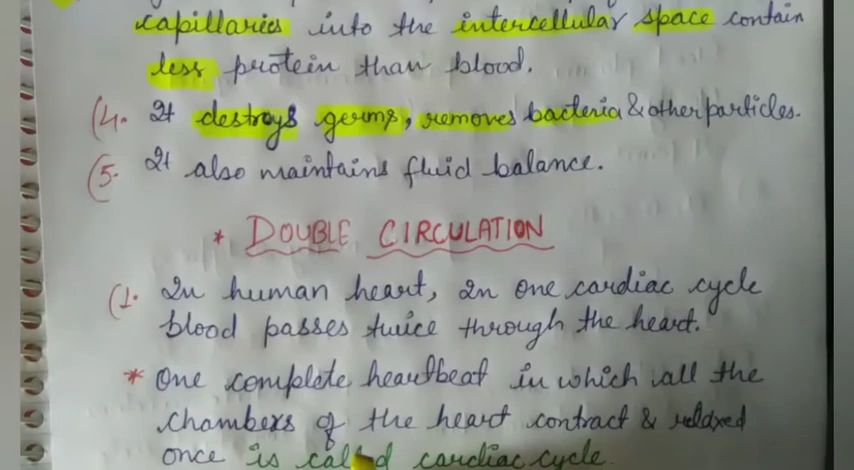 capillaries into the intercellular space contain
less protein than blood.
(4. It destroys germs, removes bacteria & other particles.
(5. It also maintains fluid balance.
* DOUBLE CIRCULATION
(1. In human heart, In one cardiac cycle
blood passes twice through the heart.
* One complete heartbeat in which all the
chambers of the heart contract & relaxed
once is called cardiac cycle.